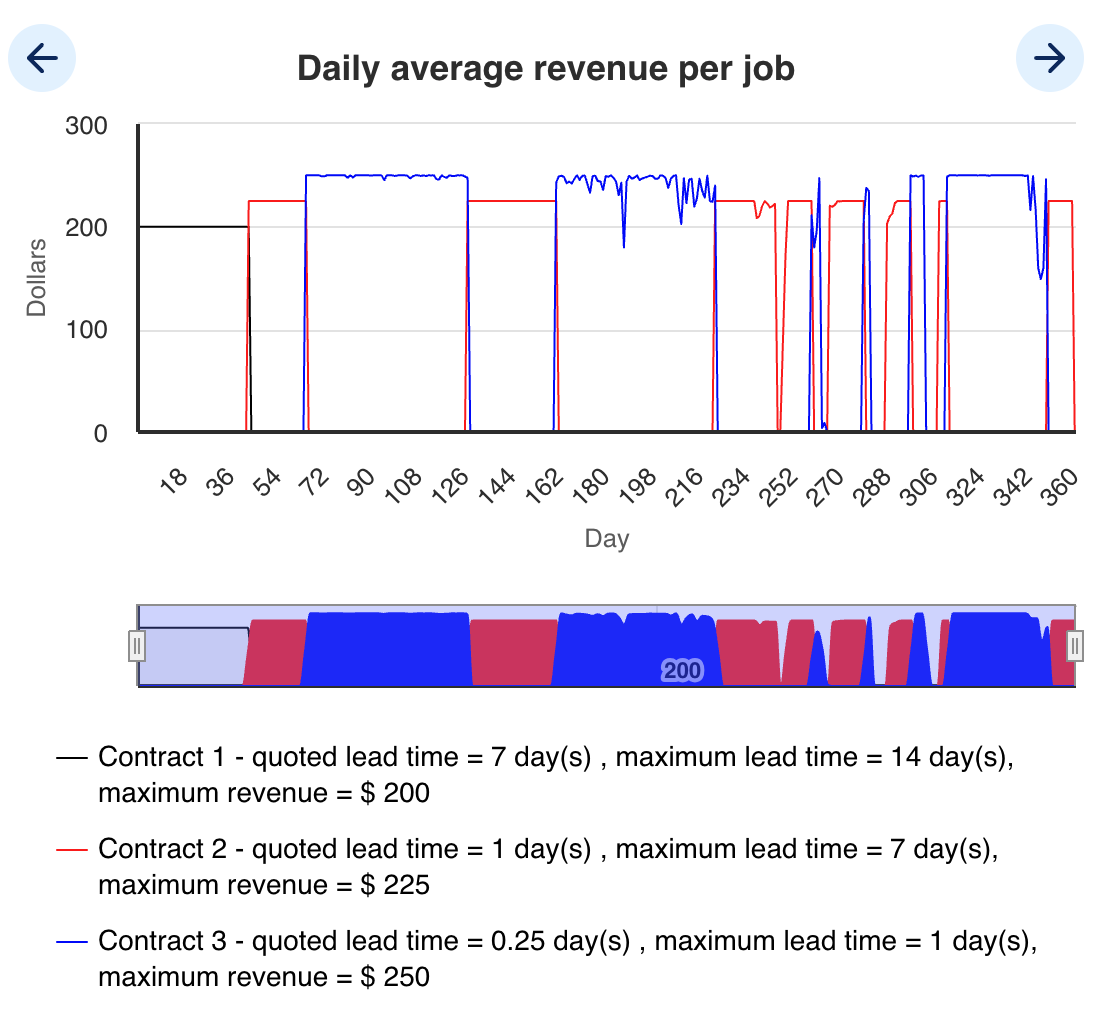 Daily average revenue per job
300
200
100
0
Dollars
18 36 54 72 90 108 126 144 162 180 198 216 234 252 270 288 306 324 342 360
Day
200
Contract 1 - quoted lead time = 7 day(s) , maximum lead time = 14 day(s),
maximum revenue = $ 200
Contract 2 - quoted lead time = 1 day(s) , maximum lead time = 7 day(s),
maximum revenue = $ 225
Contract 3 - quoted lead time = 0.25 day(s) , maximum lead time = 1 day(s),
maximum revenue = $ 250